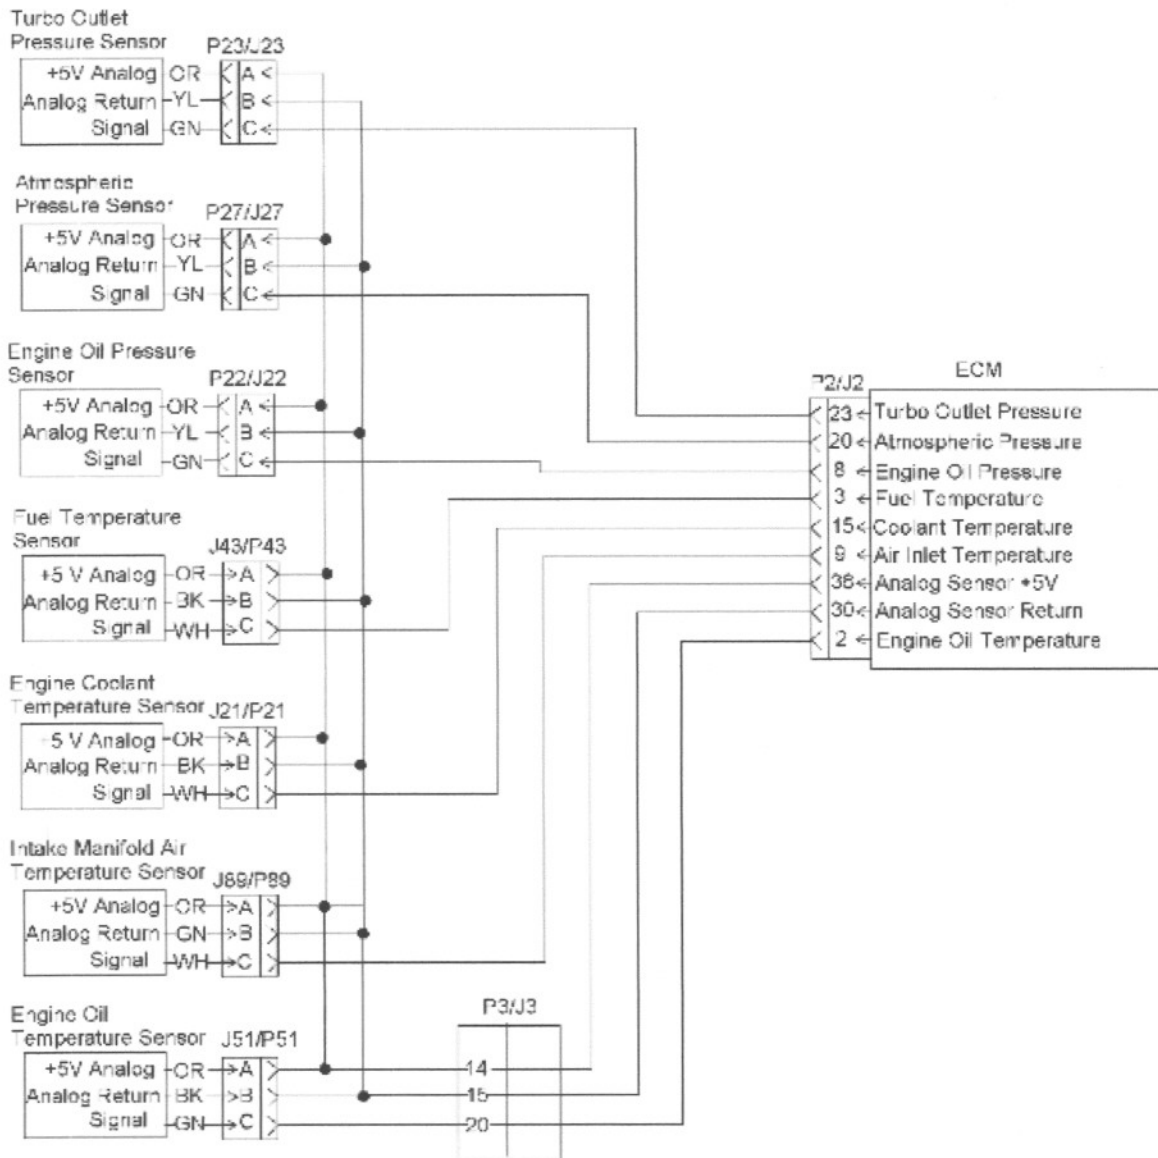 Turbo Outlet
Pressure Sensor
P23/J23
+5V Analog OR A
Analog Return YL B
Signal GN C
Atmospheric
Pressure Sensor
P27/J27
+5V Analog OR A
Analog Return YL B
Signal GN C
Engine Oil Pressure
Sensor
P22/J22
+5V Analog OR A
Analog Return YL B
Signal GN C
Fuel Temperature
Sensor
J43/P43
+5 V Analog OR A
Analog Return BK B
Signal WH C
Engine Coolant
Temperature Sensor
J21/P21
+5 V Analog OR A
Analog Return BK B
Signal WH C
Intake Manifold Air
Temperature Sensor
J89/P89
+5V Analog OR A
Analog Return GN B
Signal WH C
Engine Oil
Temperature Sensor
J51/P51
+5V Analog OR A
Analog Return BK B
Signal GN C
P3/J3
14
15
20
ECM
P2/J2
23 Turbo Outlet Pressure
20 Atmospheric Pressure
8 Engine Oil Pressure
3 Fuel Temperature
15 Coolant Temperature
9 Air Inlet Temperature
36 Analog Sensor +5V
30 Analog Sensor Return
2 Engine Oil Temperature